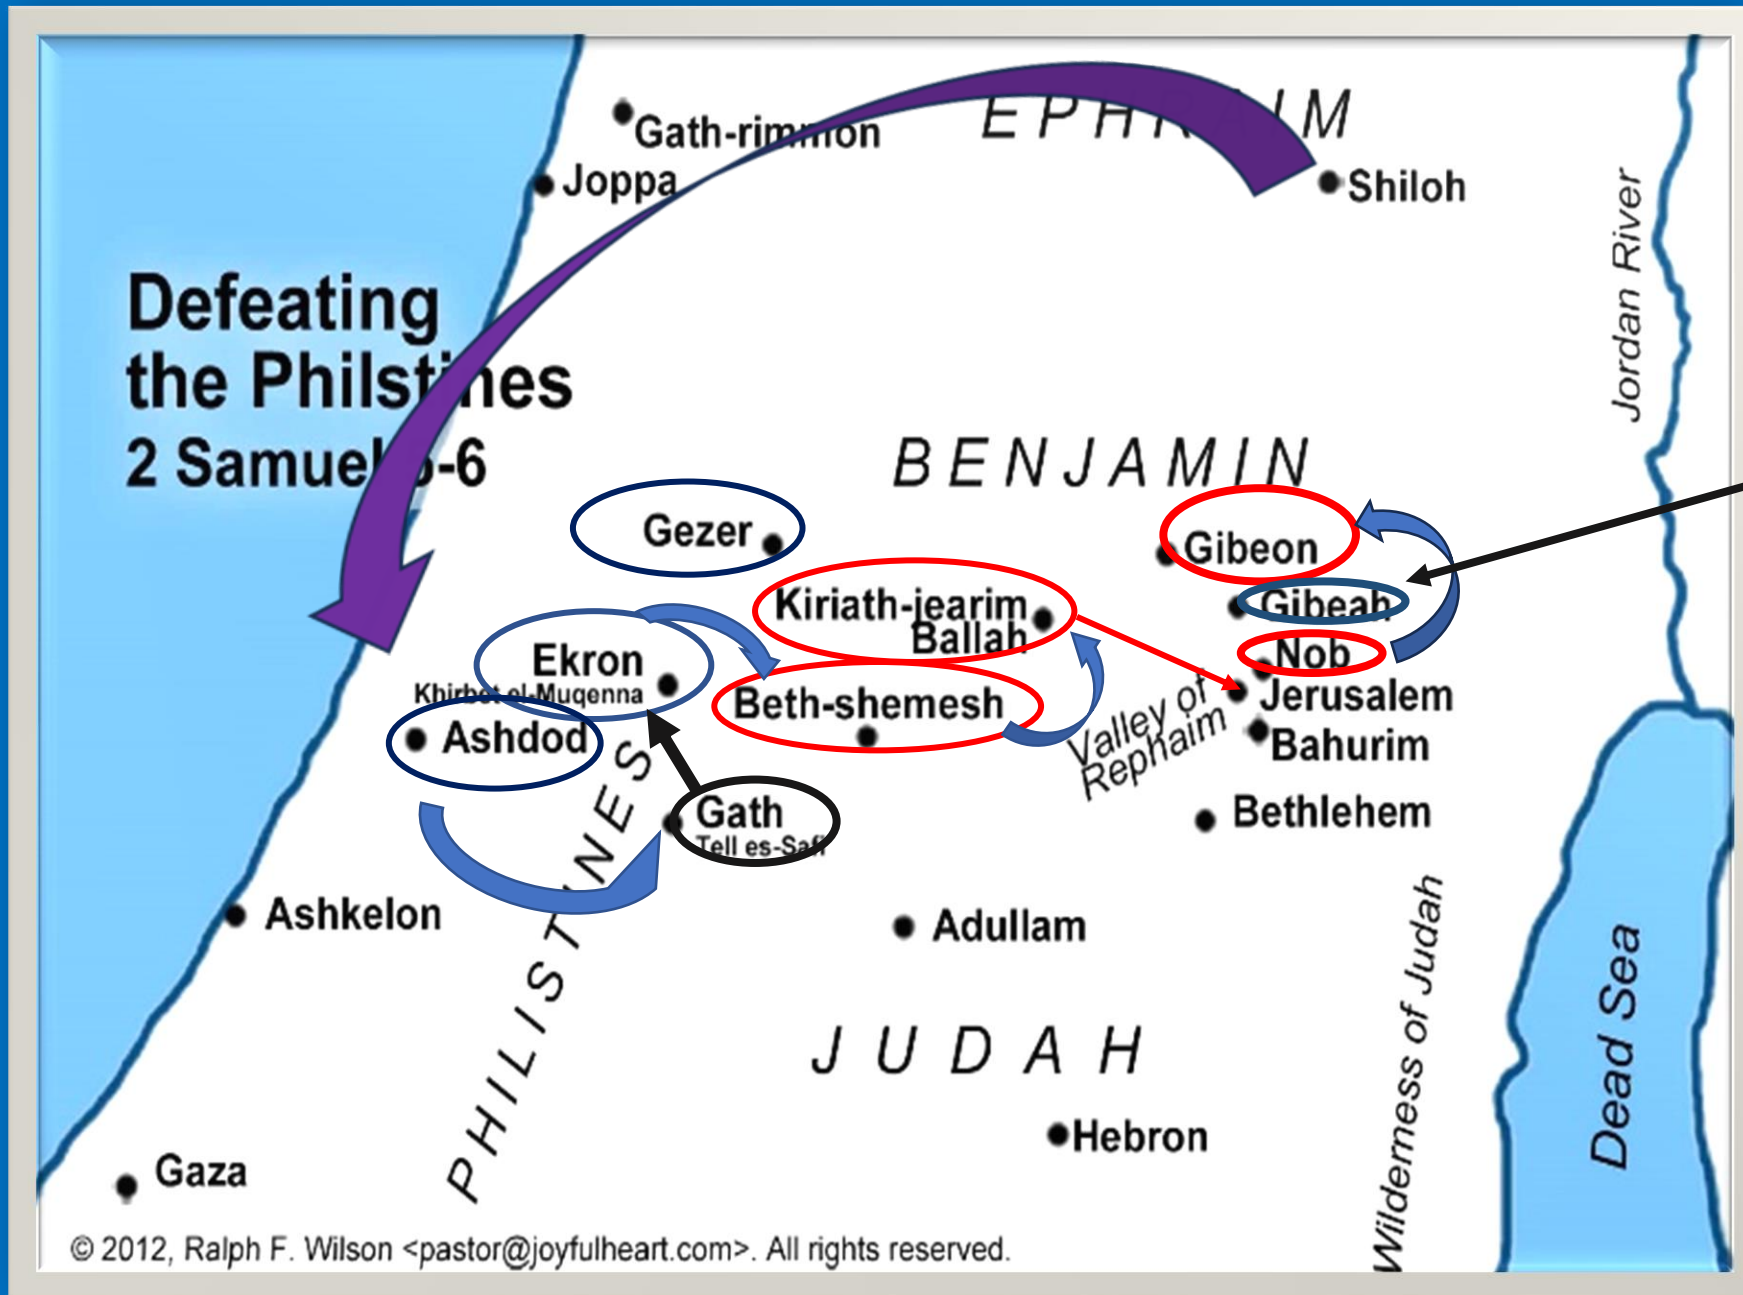 EPHRAIM
Gath-rimmon
Joppa
Shiloh
Jordan River
Defeating
the Philstines
2 Samuel 5-6
BENJAMIN
Gezer
Gibeon
Kiriath-jearim
Ballah
Gibeah
Nob
Ekron
Khirbet el-Muqenna
Beth-shemesh
Jerusalem
Valley of
Rephaim
Ashdod
Bahurim
Gath
Tell es-Safi
Bethlehem
PHILISTINES
Ashkelon
Adullam
Wilderness of Judah
Dead Sea
JUDAH
Hebron
Gaza
© 2012, Ralph F. Wilson <pastor@joyfulheart.com>. All rights reserved.